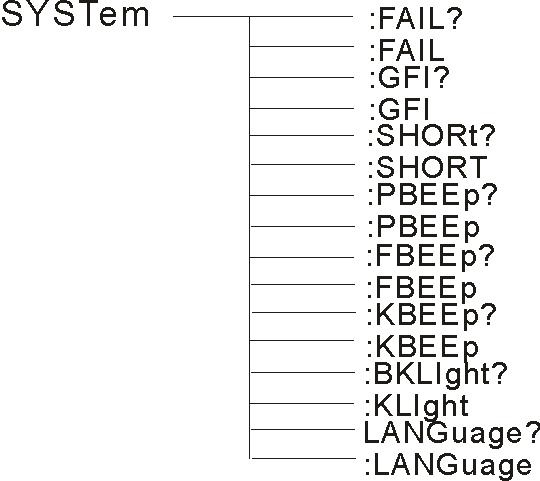 SYSTem
:FAIL?
:FAIL
:GFI?
:GFI
:SHORt?
:SHORT
:PBEEp?
:PBEEp
:FBEEp?
:FBEEp
:KBEEp?
:KBEEp
:BKLIght?
:KLIght
LANGuage?
:LANGuage